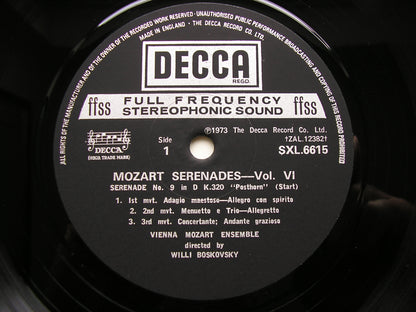 ALL RIGHTS OF THE MANUFACTURER AND OF THE OWNER OF THE RECORDED WORK RESERVED · UNAUTHORISED PUBLIC PERFORMANCE BROADCASTING AND COPYING OF THIS RECORD PROHIBITED
MADE IN ENGLAND · THE DECCA RECORD CO. LTD.
DECCA
REGD.
ffss FULL FREQUENCY STEREOPHONIC SOUND ffss
DECCA
(REGD. TRADE MARK)
Side
1
Ⓟ1973 The Decca Record Co. Ltd.
†ZAL.12382†
SXL.6615
MOZART SERENADES—Vol. VI
SERENADE No. 9 in D K.320 "Posthorn" (Start)
1. 1st mvt. Adagio maestoso—Allegro con spirito
2. 2nd mvt. Menuetto e Trio—Allegretto
3. 3rd mvt. Concertante; Andante grazioso
VIENNA MOZART ENSEMBLE
directed by
WILLI BOSKOVSKY